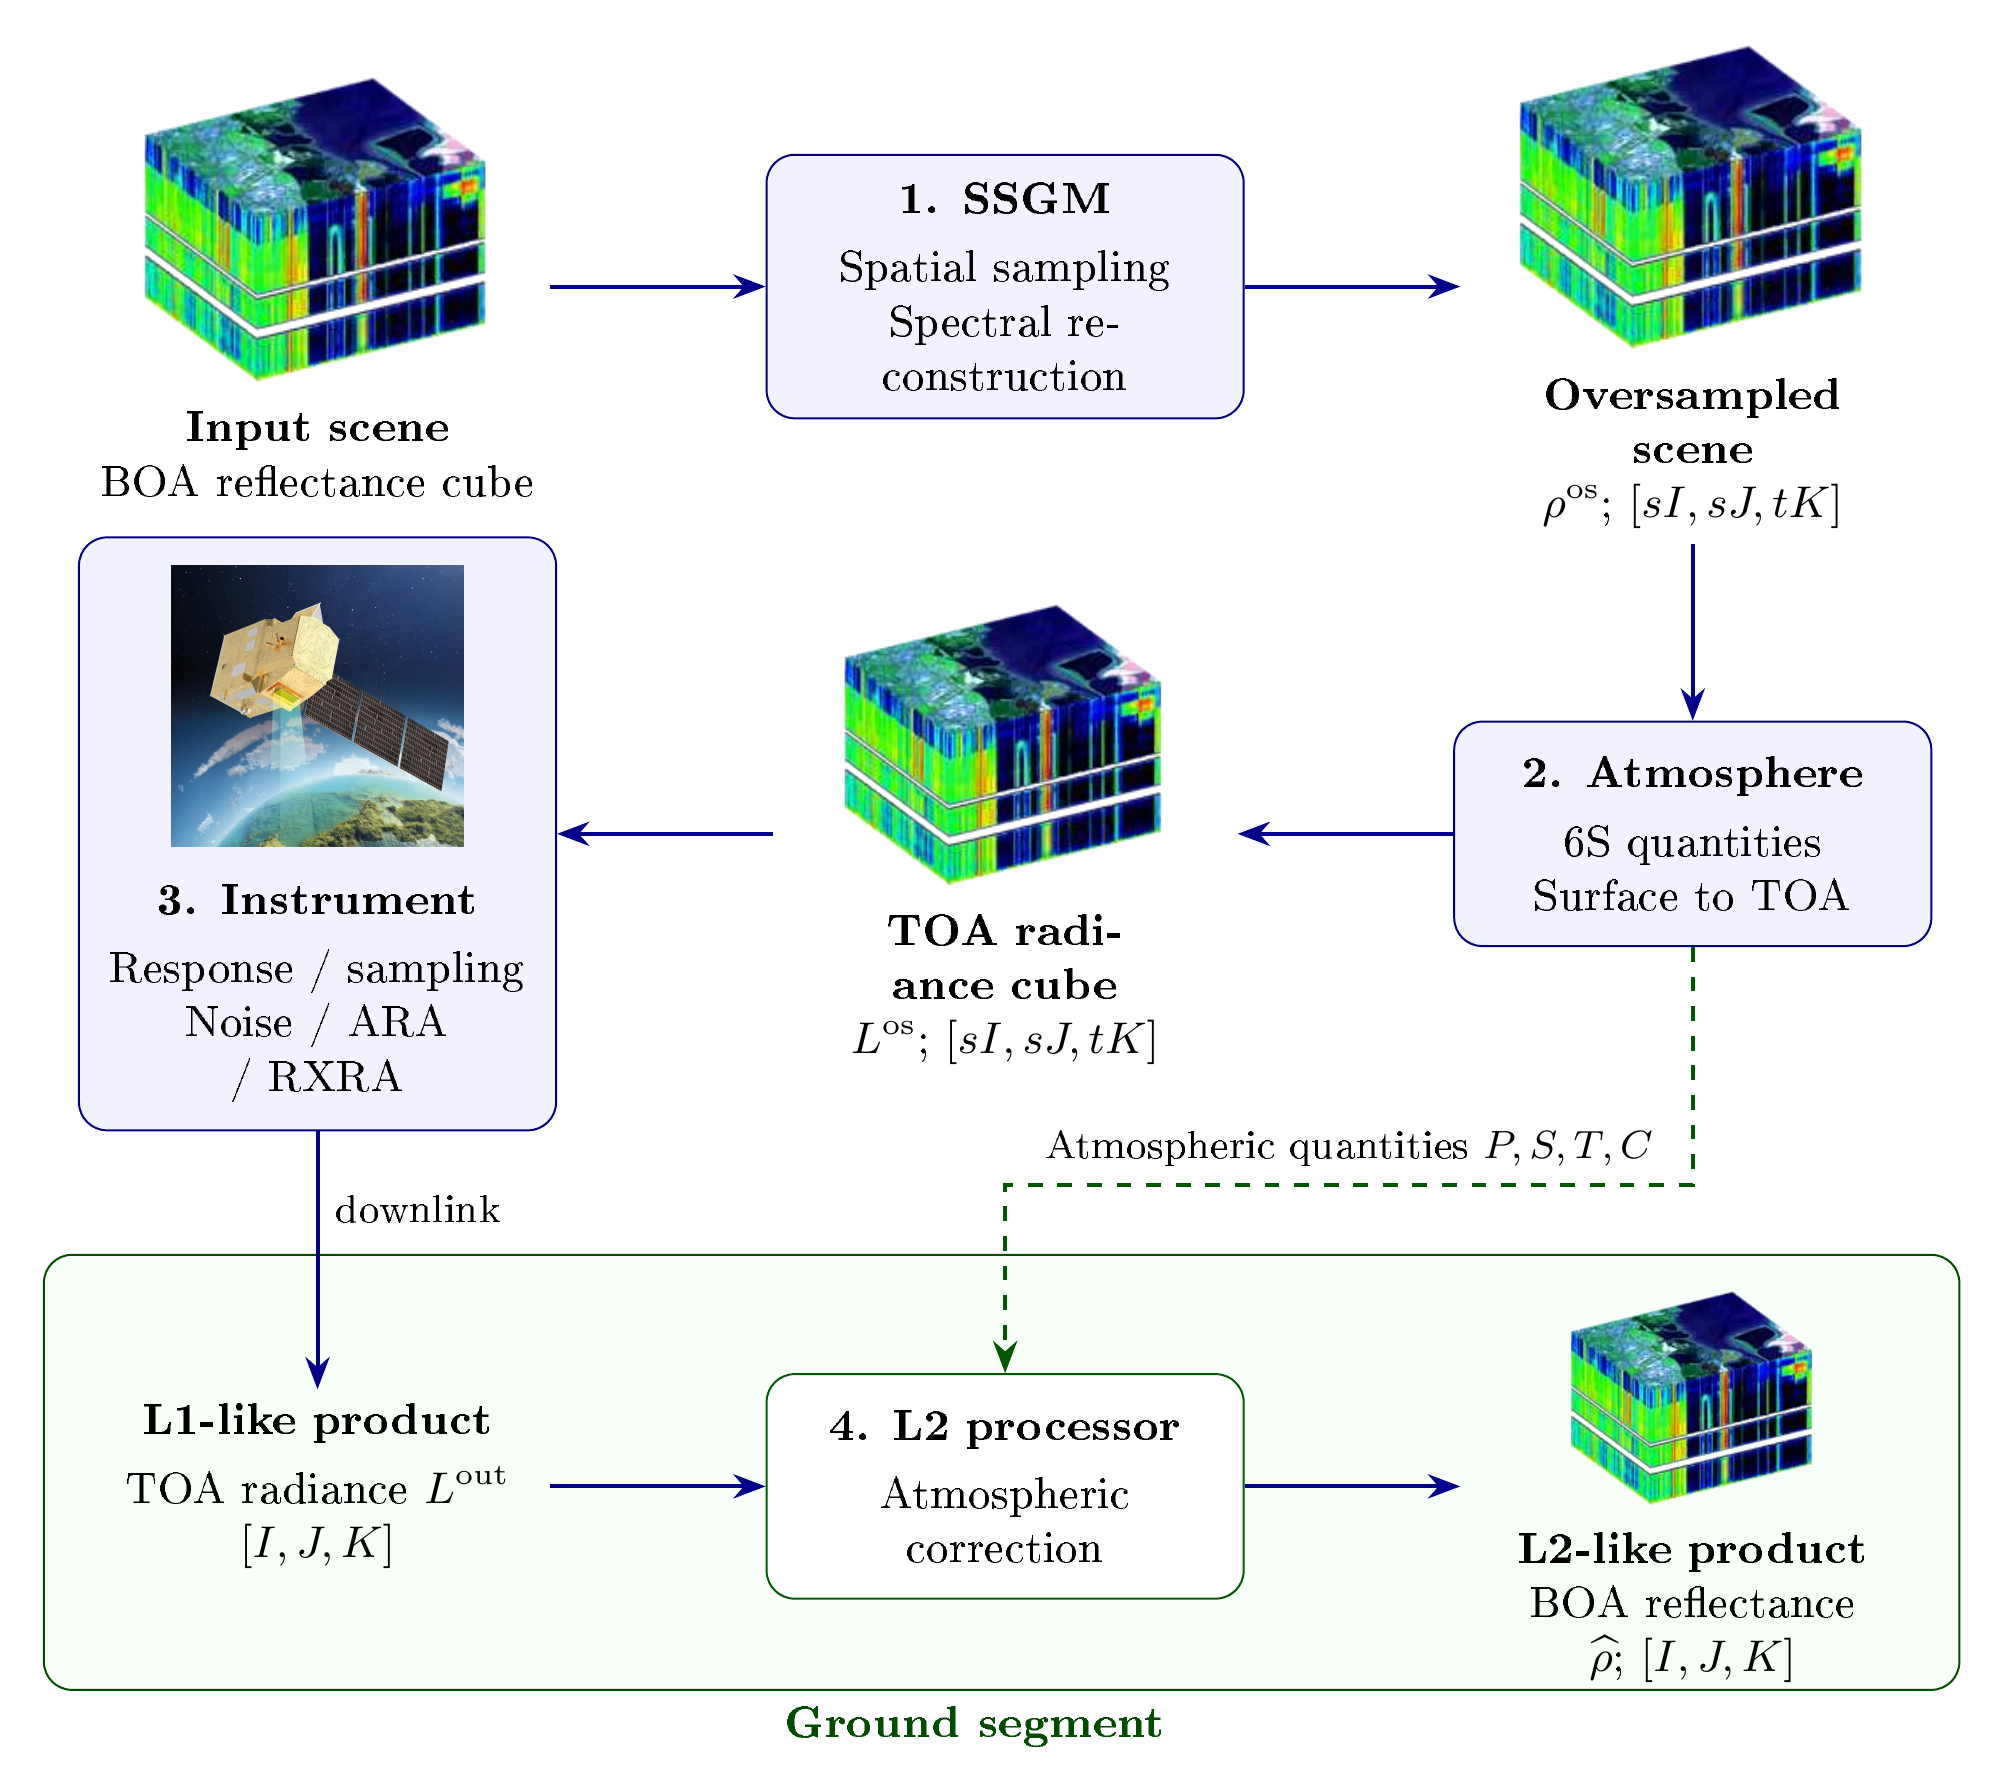 Input scene
BOA reflectance cube
1. SSGM
Spatial sampling
Spectral re-
construction
Oversampled
scene
ρ^os; [sI, sJ, tK]
2. Atmosphere
6S quantities
Surface to TOA
TOA radi-
ance cube
L^os; [sI, sJ, tK]
3. Instrument
Response / sampling
Noise / ARA
/ RXRA
Atmospheric quantities P, S, T, C
downlink
L1-like product
TOA radiance L^out
[I, J, K]
4. L2 processor
Atmospheric
correction
L2-like product
BOA reflectance
ρ̂; [I, J, K]
Ground segment